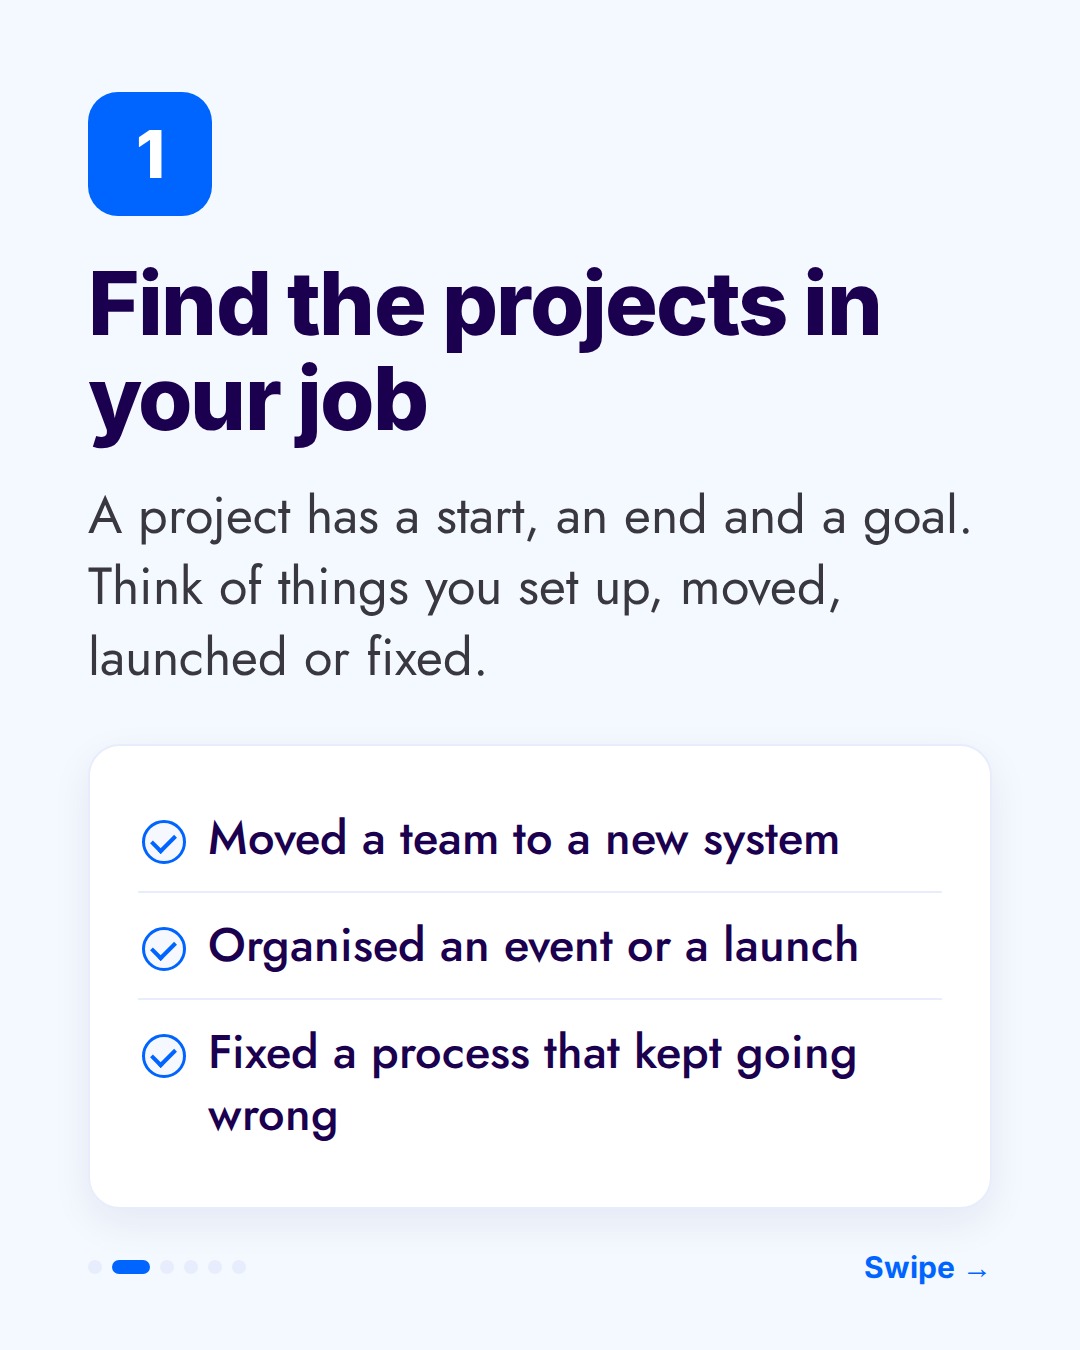 1
Find the projects in
your job
A project has a start, an end and a goal.
Think of things you set up, moved,
launched or fixed.
Moved a team to a new system
Organised an event or a launch
Fixed a process that kept going
wrong
Swipe →